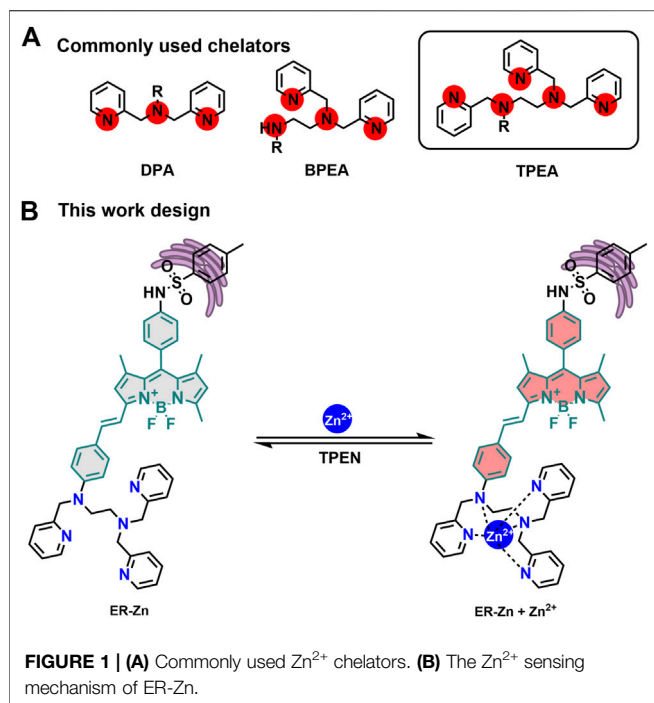 A Commonly used chelators
R
N N N
DPA
N
HN N N
R
BPEA
N
N N N N
R
TPEA
B This work design
O
HN S O
N+ N
B
F F
N N
N N
N
ER-Zn
Zn2+
TPEN
O
HN S O
N+ N
B
F F
N N
N Zn2+ N
N
ER-Zn + Zn2+
FIGURE 1 | (A) Commonly used Zn2+ chelators. (B) The Zn2+ sensing
mechanism of ER-Zn.